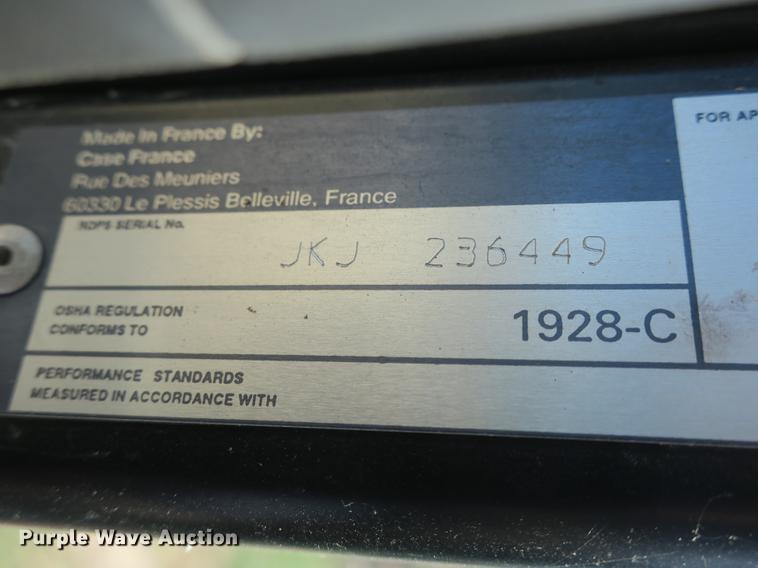 Made In France By:
Case France
Rue Des Meuniers
60330 Le Plessis Belleville, France
FOR AP
ROPS SERIAL No.
JKJ 236449
OSHA REGULATION
CONFORMS TO
1928-C
PERFORMANCE STANDARDS
MEASURED IN ACCORDANCE WITH
Purple Wave Auction